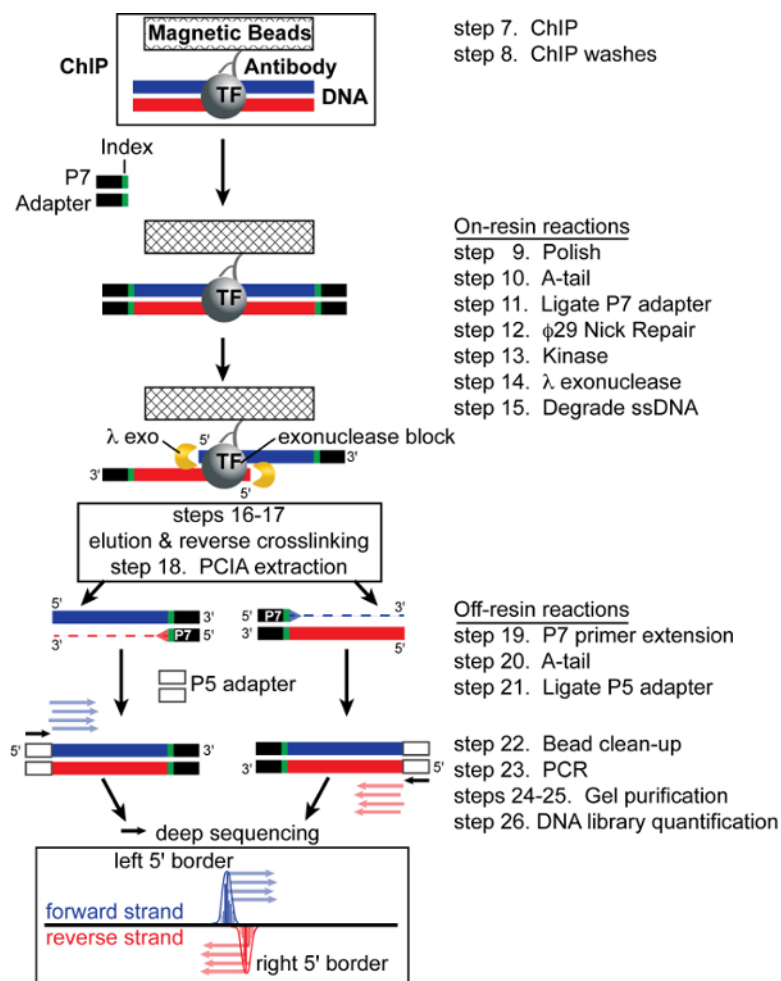 Magnetic Beads
ChIP
Antibody
TF
DNA
step 7. ChIP
step 8. ChIP washes
Index
P7
Adapter
TF
On-resin reactions
step 9. Polish
step 10. A-tail
step 11. Ligate P7 adapter
step 12. ϕ29 Nick Repair
step 13. Kinase
step 14. λ exonuclease
step 15. Degrade ssDNA
λ exo
5'
exonuclease block
TF
3'
3'
5'
steps 16-17
elution & reverse crosslinking
step 18. PCIA extraction
5'
3'
P7
5'
3'
5'
P7
3'
3'
5'
Off-resin reactions
step 19. P7 primer extension
step 20. A-tail
step 21. Ligate P5 adapter
P5 adapter
5'
3'
3'
5'
step 22. Bead clean-up
step 23. PCR
steps 24-25. Gel purification
step 26. DNA library quantification
deep sequencing
left 5' border
forward strand
reverse strand
right 5' border